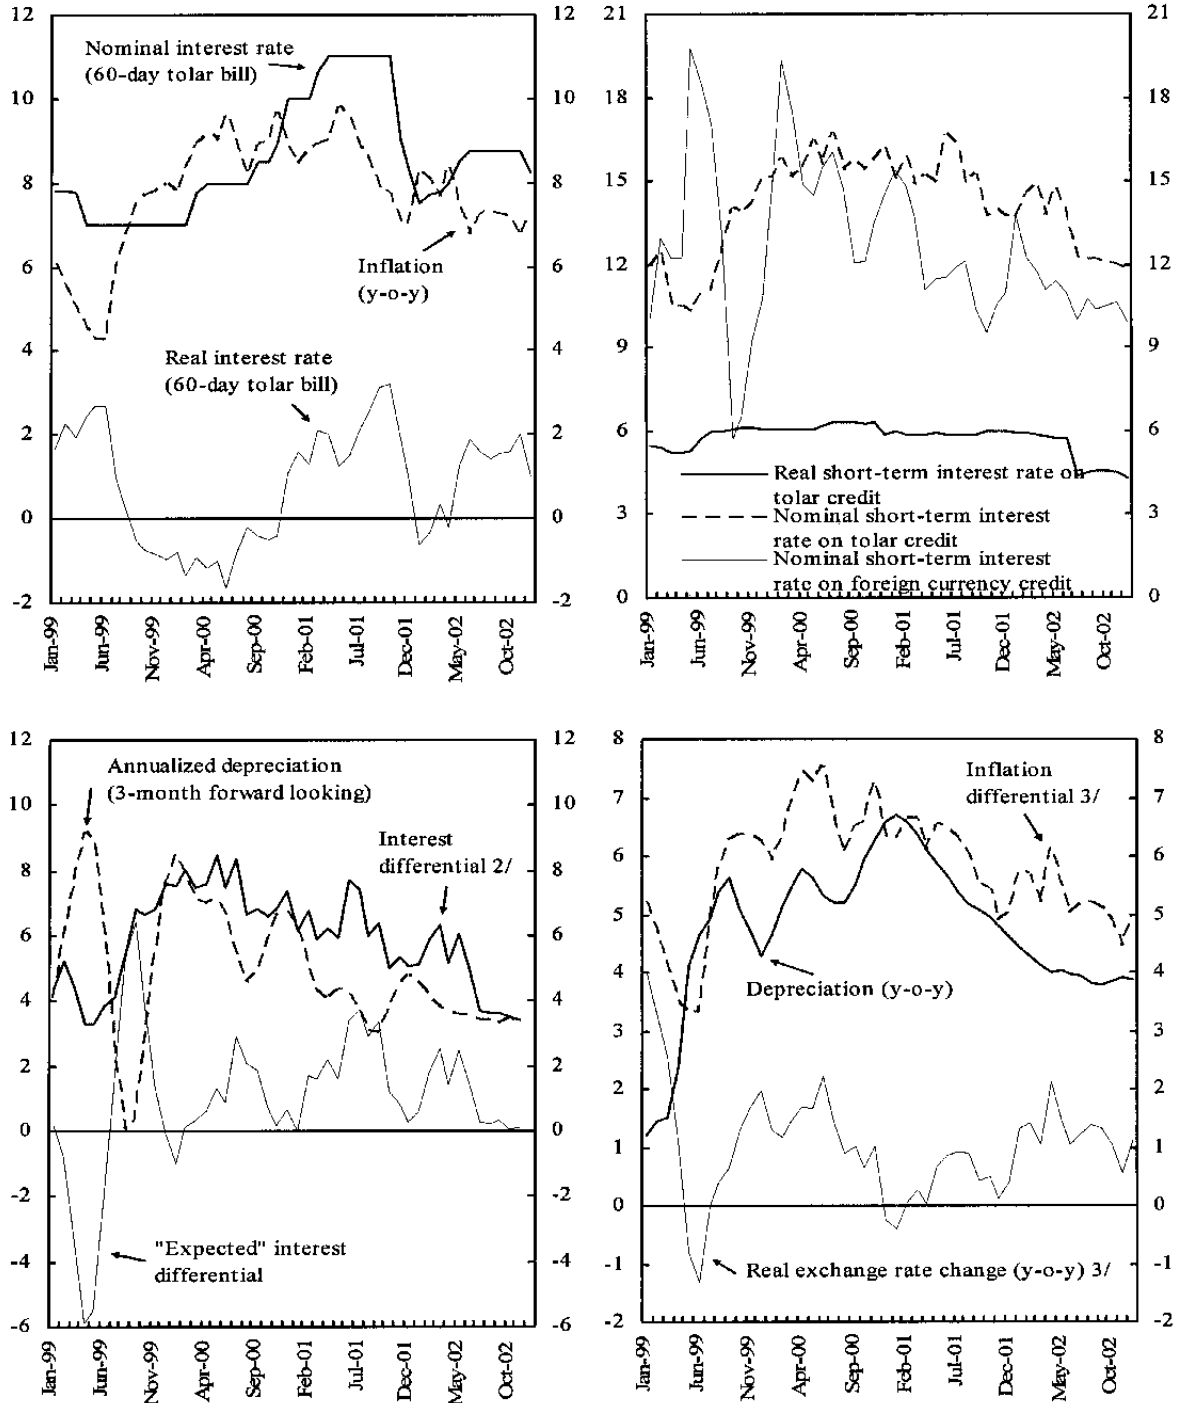 12
10
8
6
4
2
0
-2
12
10
8
6
4
2
0
-2
Nominal interest rate
(60-day tolar bill)
Inflation
(y-o-y)
Real interest rate
(60-day tolar bill)
Jan-99
Jun-99
Nov-99
Apr-00
Sep-00
Feb-01
Jul-01
Dec-01
May-02
Oct-02
21
18
15
12
9
6
3
0
21
18
15
12
9
6
3
0
Real short-term interest rate on
tolar credit
Nominal short-term interest
rate on tolar credit
Nominal short-term interest
rate on foreign currency credit
Jan-99
Jun-99
Nov-99
Apr-00
Sep-00
Feb-01
Jul-01
Dec-01
May-02
Oct-02
12
10
8
6
4
2
0
-2
-4
-6
12
10
8
6
4
2
0
-2
-4
-6
Annualized depreciation
(3-month forward looking)
Interest
differential 2/
"Expected" interest
differential
Jan-99
Jun-99
Nov-99
Apr-00
Sep-00
Feb-01
Jul-01
Dec-01
May-02
Oct-02
8
7
6
5
4
3
2
1
0
-1
-2
8
7
6
5
4
3
2
1
0
-1
-2
Inflation
differential 3/
Depreciation (y-o-y)
Real exchange rate change (y-o-y) 3/
Jan-99
Jun-99
Nov-99
Apr-00
Sep-00
Feb-01
Jul-01
Dec-01
May-02
Oct-02